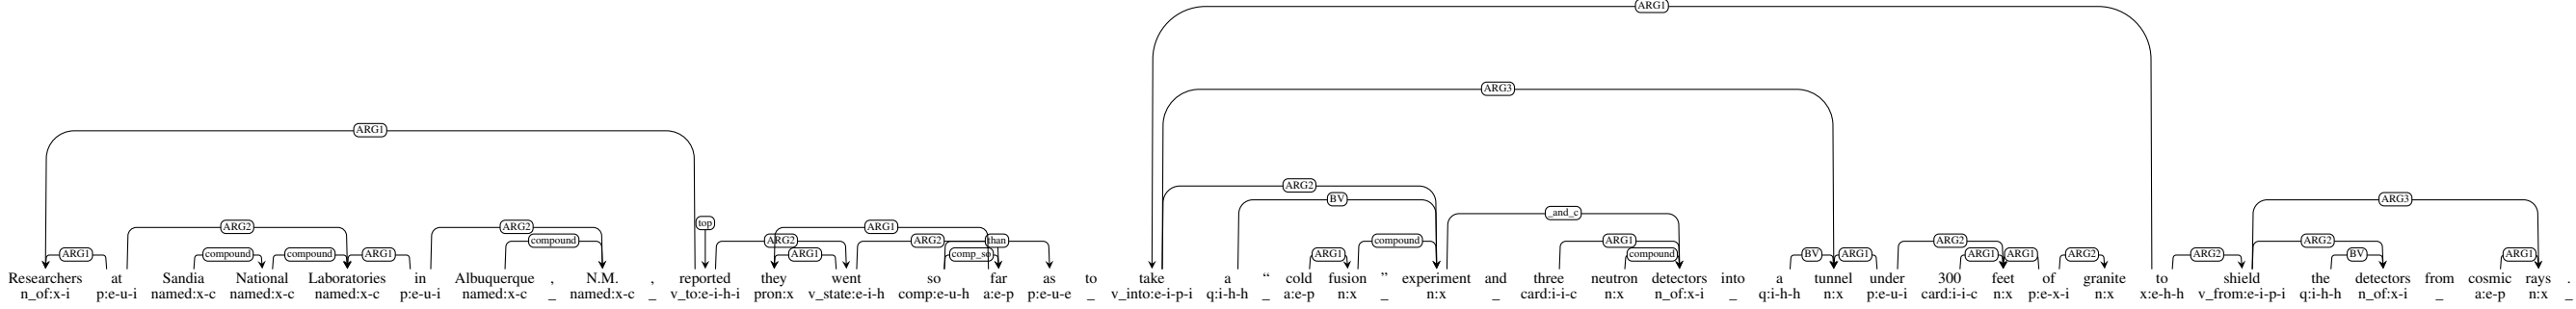 ARG1
ARG3
ARG1
ARG2
BV
ARG3
_and_c
top
ARG2 ARG2 ARG1
compound ARG2 ARG2 than compound ARG1 ARG2 ARG2
ARG1 compound compound ARG1 ARG1 comp_so ARG1 compound BV ARG1 ARG1 ARG1 ARG2 ARG2 BV ARG1
Researchers at Sandia National Laboratories in Albuquerque , N.M. , reported they went so far as to take a “ cold fusion ” experiment and three neutron detectors into a tunnel under 300 feet of granite to shield the detectors from cosmic rays .
n_of:x-i p:e-u-i named:x-c named:x-c named:x-c p:e-u-i named:x-c _ named:x-c _ v_to:e-i-h-i pron:x v_state:e-i-h comp:e-u-h a:e-p p:e-u-e _ v_into:e-i-p-i q:i-h-h _ a:e-p n:x _ n:x _ card:i-i-c n:x n_of:x-i _ q:i-h-h n:x p:e-u-i card:i-i-c n:x p:e-x-i n:x x:e-h-h v_from:e-i-p-i q:i-h-h n_of:x-i _ a:e-p n:x _